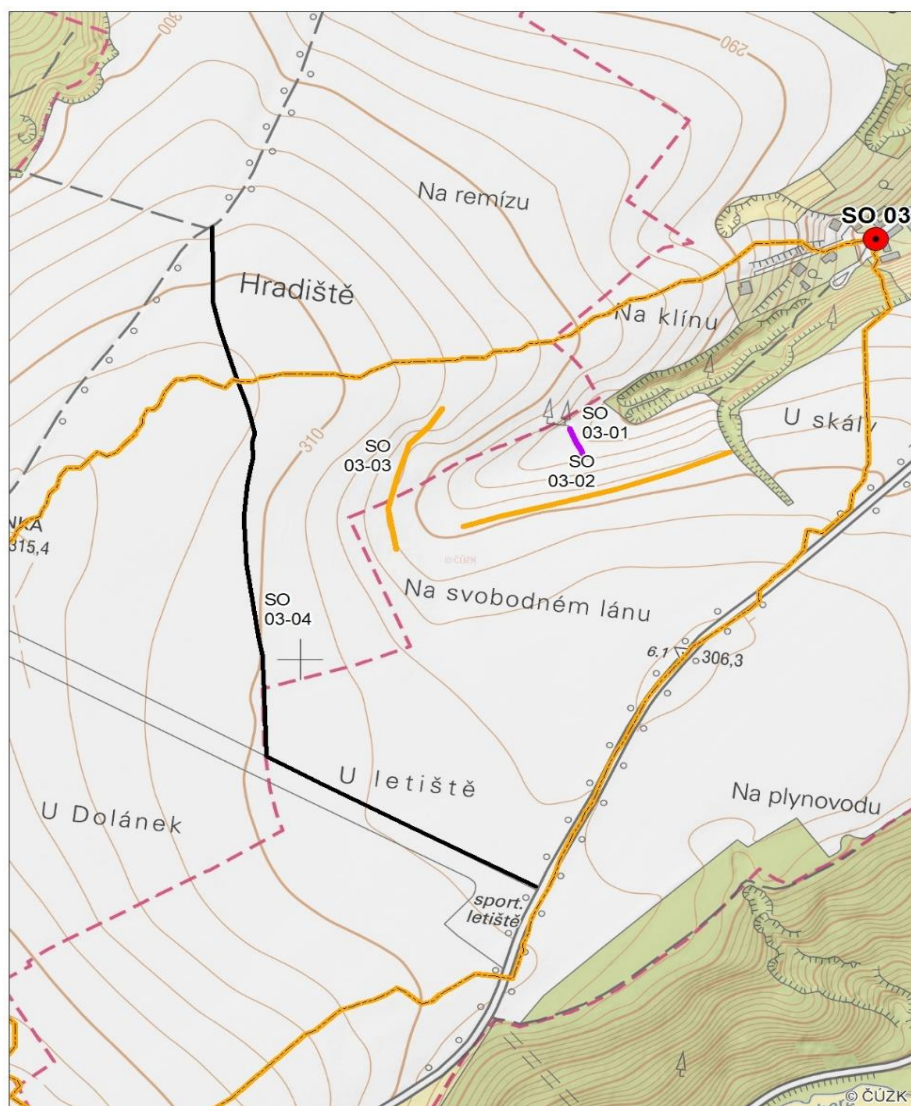 300
290
Na remízu
SO 03
Hradiště
Na klínu
SO
03-01
U skály
310
SO
03-03
SO
03-02
NKA
315,4
© ČÚZK
Na svobodném lánu
SO
03-04
6.1
306,3
U letiště
Na plynovodu
U Dolánek
sport.
letiště
© ČÚZK